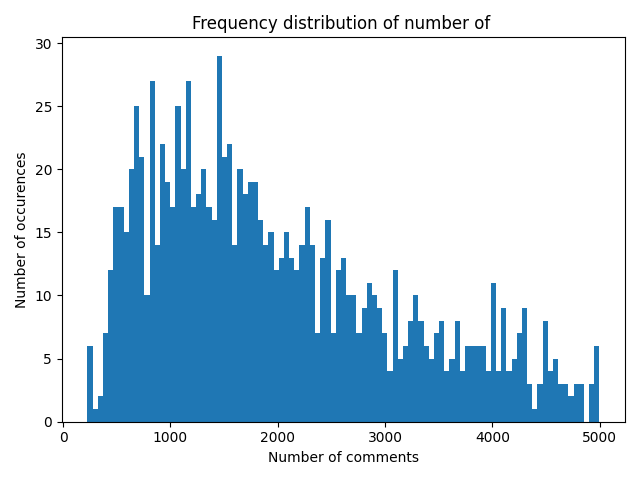 Frequency distribution of number of
Number of occurences
30
25
20
15
10
5
0
0 1000 2000 3000 4000 5000
Number of comments